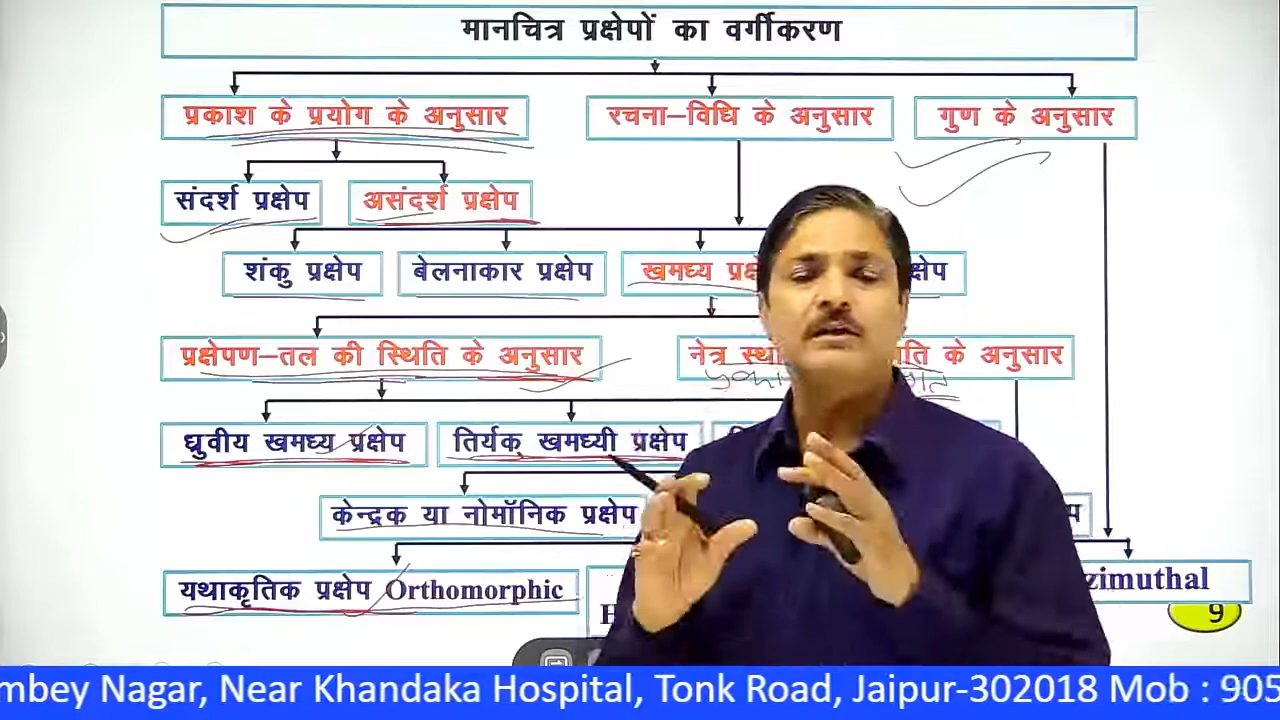 मानचित्र प्रक्षेपों का वर्गीकरण
प्रकाश के प्रयोग के अनुसार
रचना–विधि के अनुसार
गुण के अनुसार
संदर्श प्रक्षेप
असंदर्श प्रक्षेप
शंकु प्रक्षेप
बेलनाकार प्रक्षेप
खमध्य
प्रक्षेपण–तल की स्थिति के अनुसार
नेत्र के अनुसार
ध्रुवीय खमध्य प्रक्षेप
तिर्यक खमध्यी प्रक्षेप
केन्द्रक या नोमॉनिक प्रक्षेप
यथाकृतिक प्रक्षेप Orthomorphic
9
Nagar, Near Khandaka Hospital, Tonk Road, Jaipur-302018 Mob : 905